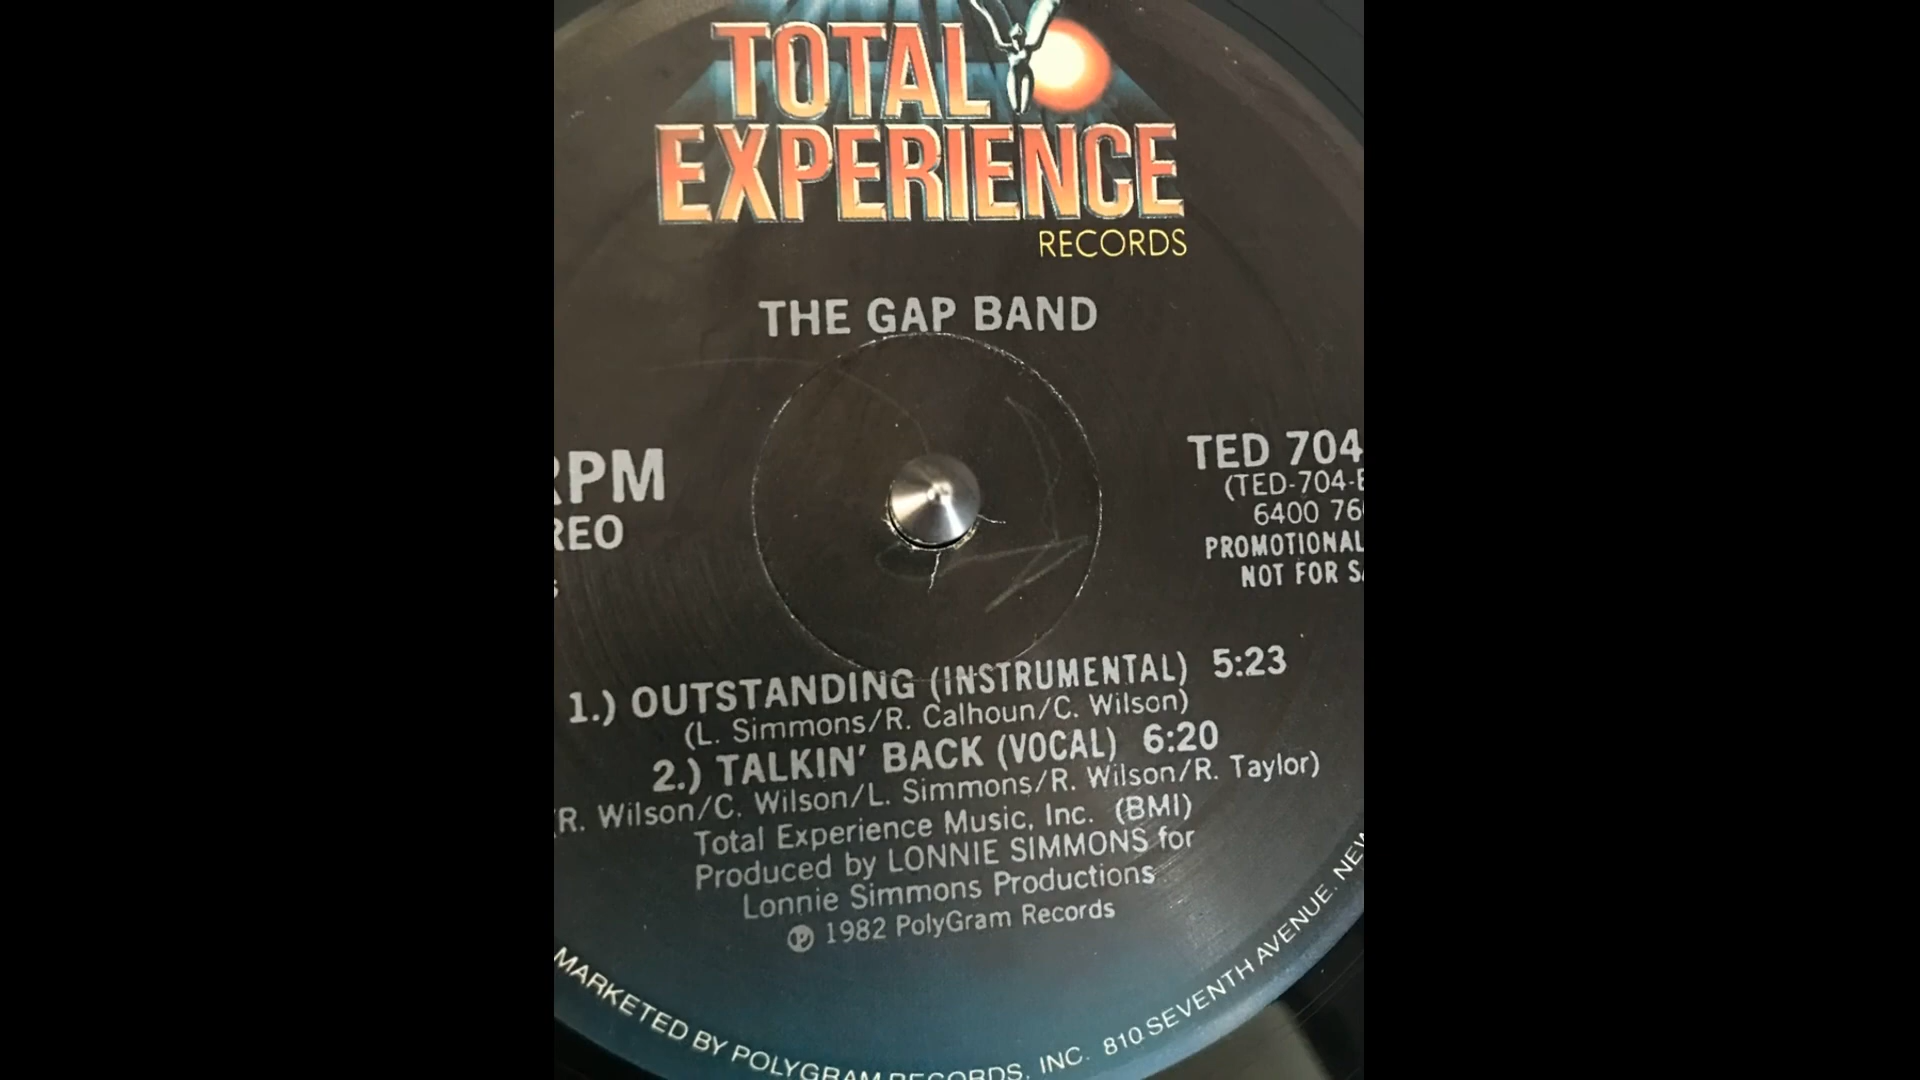 TOTAL
EXPERIENCE
RECORDS
THE GAP BAND
RPM
TED 704
(TED-704-
6400 76
PROMOTIONAL
NOT FOR
1.) OUTSTANDING (INSTRUMENTAL) 5:23
(L. Simmons/R. Calhoun/C. Wilson)
2.) TALKIN' BACK (VOCAL) 6:20
R. Wilson/C. Wilson/L. Simmons/R. Wilson/R. Taylor)
Total Experience Music, Inc. (BMI)
Produced by LONNIE SIMMONS for
Lonnie Simmons Productions
Ⓟ 1982 PolyGram Records
MARKETED BY POLYGRAM RECORDS, INC. 810 SEVENTH AVENUE, NEW